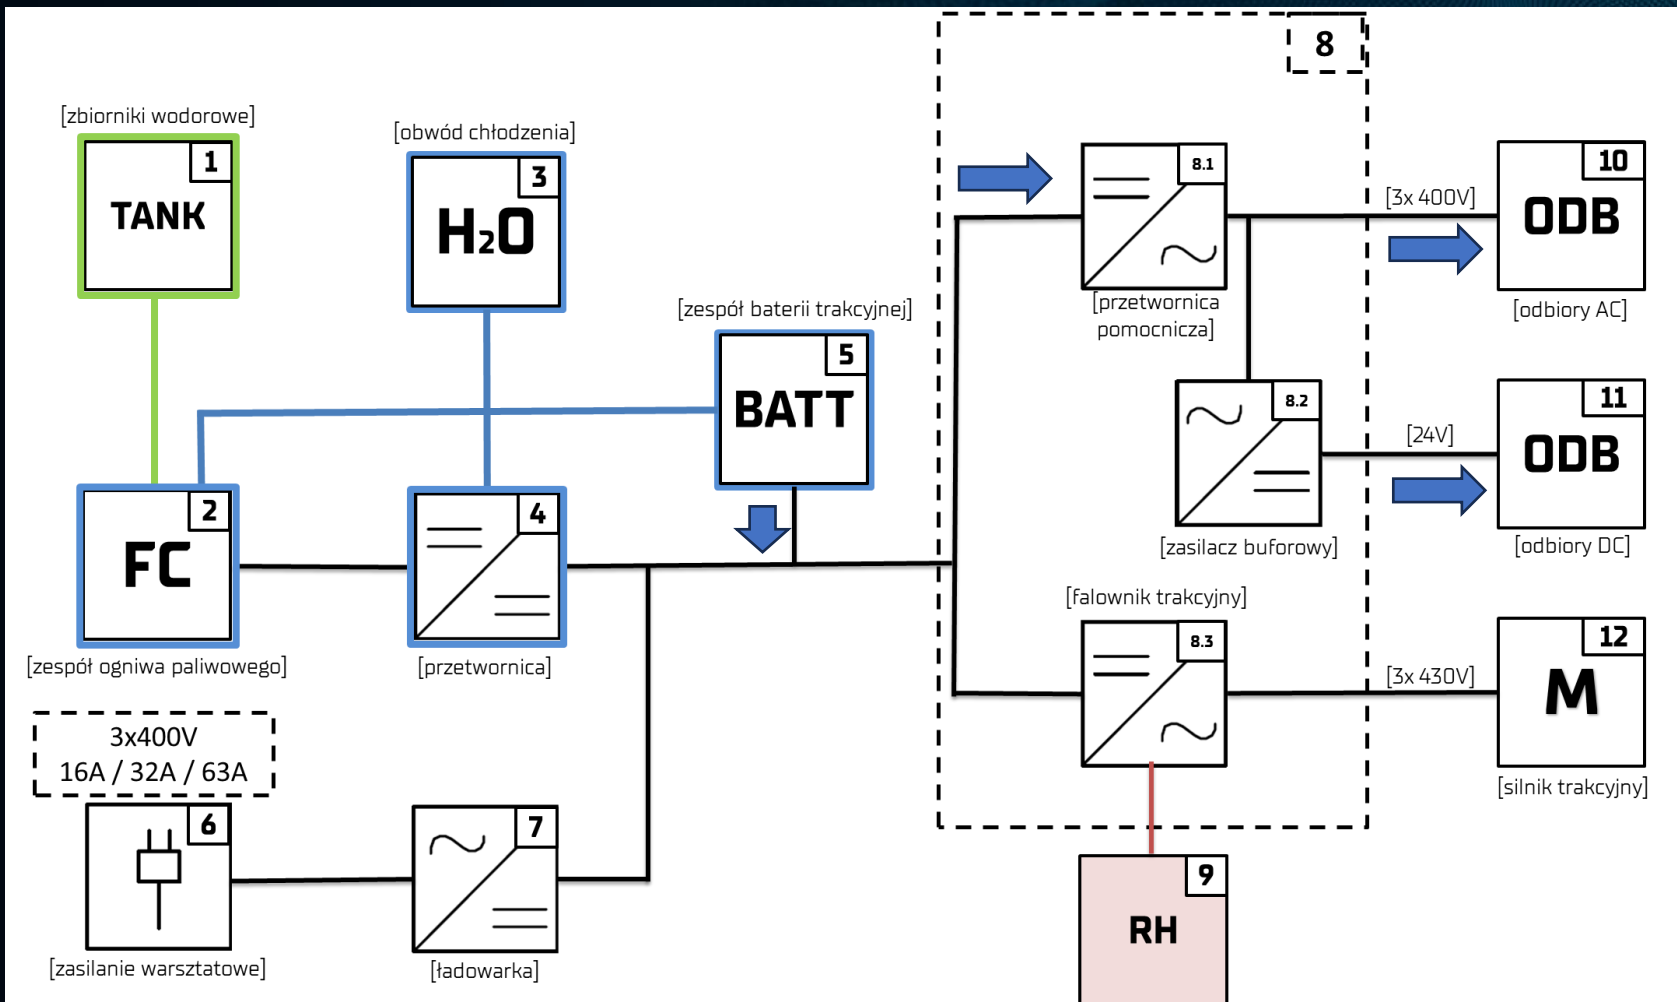 8
[zbiorniki wodorowe]
1
TANK
[obwód chłodzenia]
3
H₂O
8.1
[przetwornica
pomocnicza]
[3x 400V]
10
ODB
[odbiory AC]
[zespół baterii trakcyjnej]
5
BATT
8.2
[zasilacz buforowy]
[24V]
11
ODB
[odbiory DC]
2
FC
[zespół ogniwa paliwowego]
4
[przetwornica]
[falownik trakcyjny]
8.3
[3x 430V]
12
M
[silnik trakcyjny]
3x400V
16A / 32A / 63A
6
[zasilanie warsztatowe]
7
[ładowarka]
9
RH